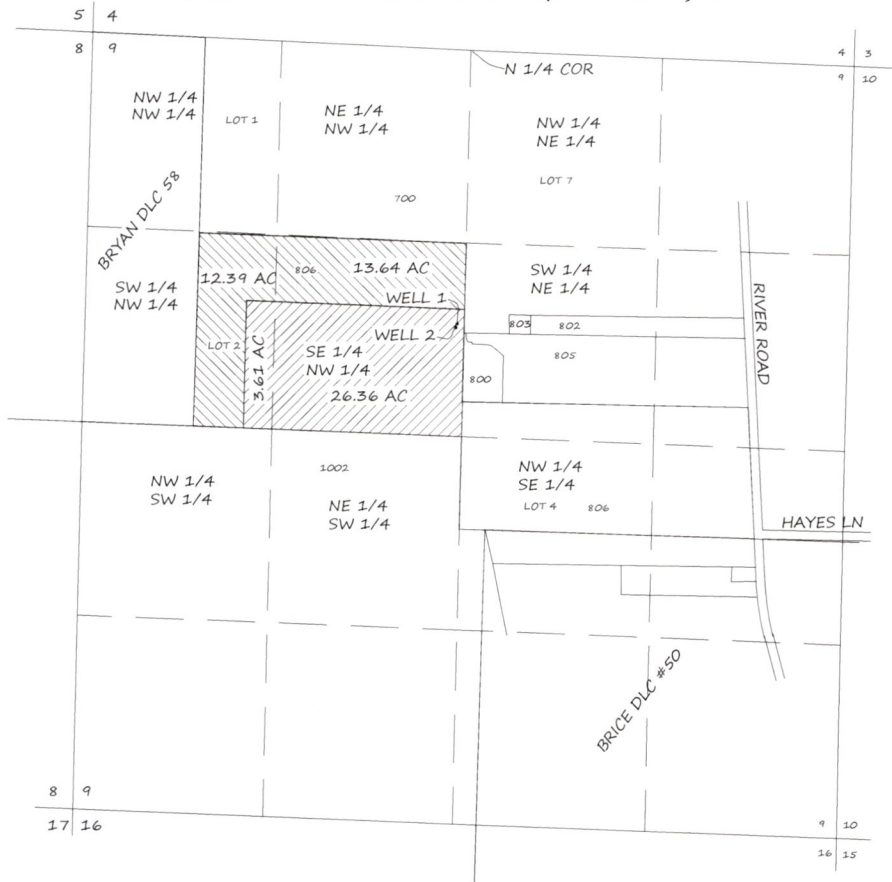 5 4
8 9
4 3
9 10
N 1/4 COR
NW 1/4
NW 1/4
LOT 1
NE 1/4
NW 1/4
NW 1/4
NE 1/4
LOT 7
700
BRYAN DLC 58
SW 1/4
NW 1/4
12.39 AC
806
13.64 AC
WELL 1
WELL 2
LOT 2
3.61 AC
SE 1/4
NW 1/4
26.36 AC
SW 1/4
NE 1/4
803
802
805
800
RIVER ROAD
NW 1/4
SW 1/4
1002
NE 1/4
SW 1/4
NW 1/4
SE 1/4
LOT 4
806
HAYES LN
BRICE DLC #50
8 9
17 16
9 10
16 15